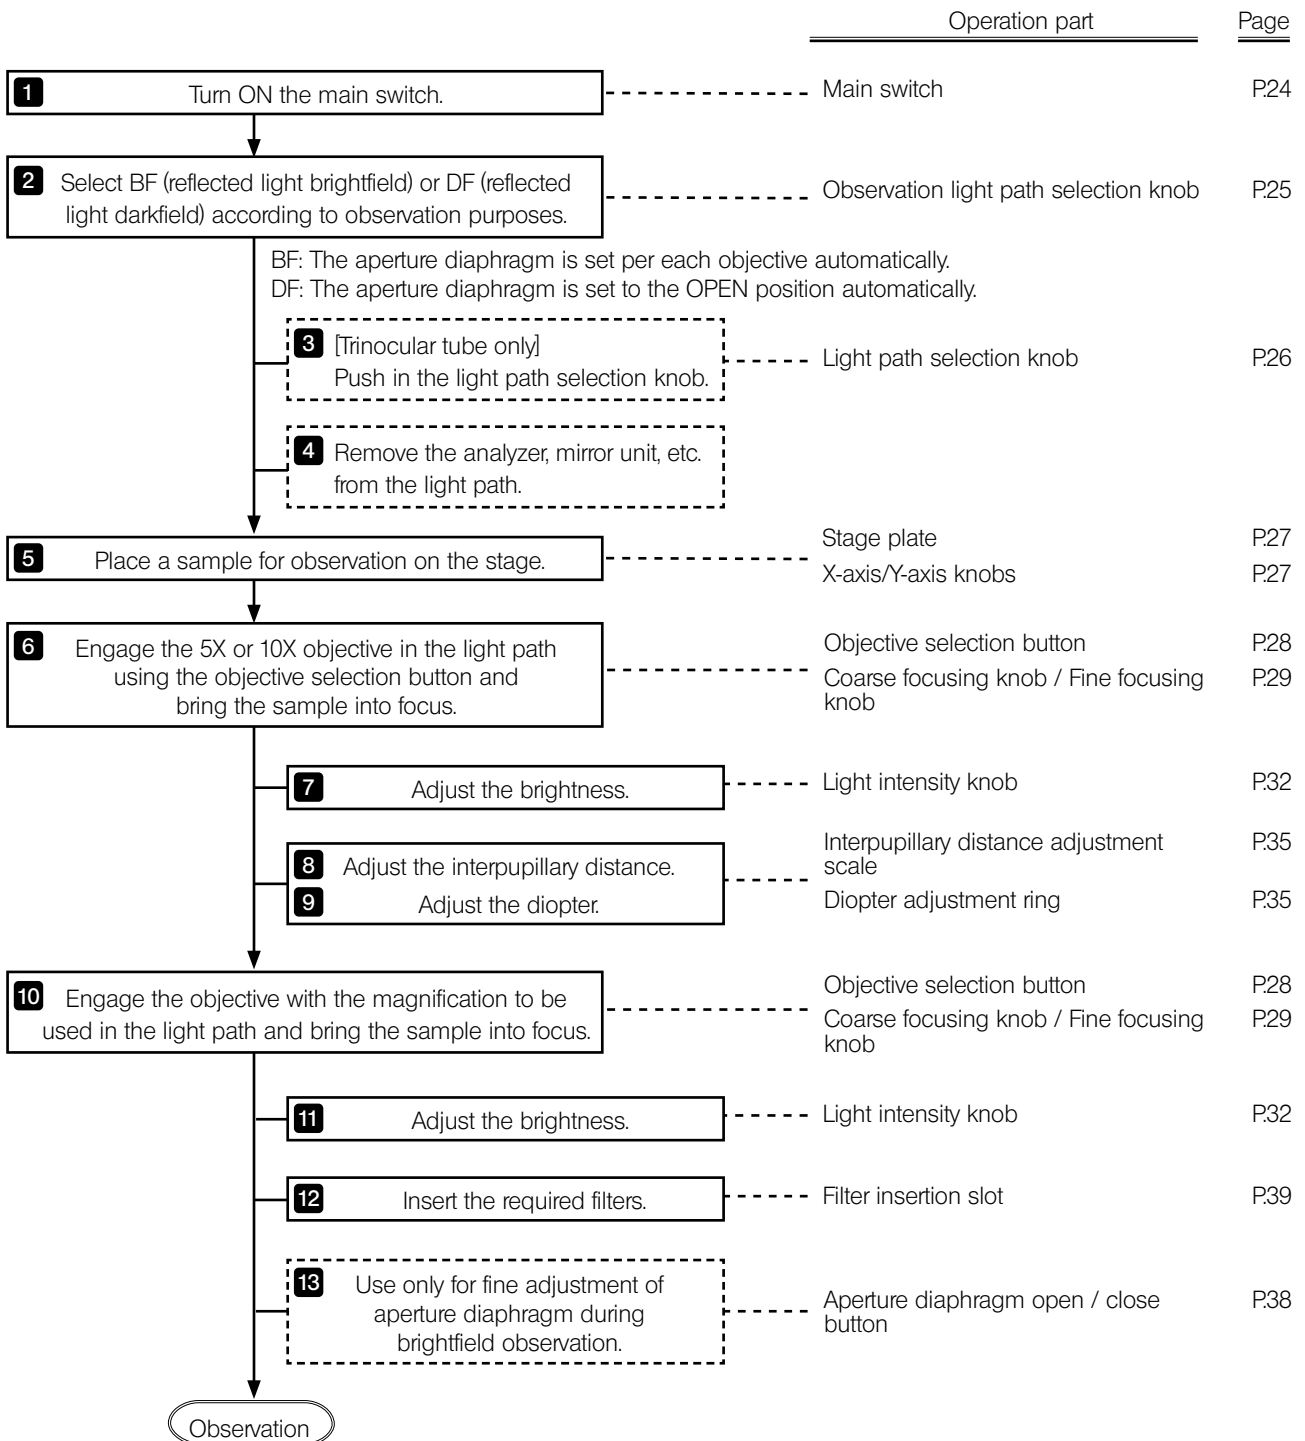 Operation part Page
1 Turn ON the main switch. Main switch P.24
2 Select BF (reflected light brightfield) or DF (reflected
light darkfield) according to observation purposes.
Observation light path selection knob P.25
BF: The aperture diaphragm is set per each objective automatically.
DF: The aperture diaphragm is set to the OPEN position automatically.
3 [Trinocular tube only]
Push in the light path selection knob.
Light path selection knob P.26
4 Remove the analyzer, mirror unit, etc.
from the light path.
5 Place a sample for observation on the stage.
Stage plate P.27
X-axis/Y-axis knobs P.27
6 Engage the 5X or 10X objective in the light path
using the objective selection button and
bring the sample into focus.
Objective selection button P.28
Coarse focusing knob / Fine focusing P.29
knob
7 Adjust the brightness. Light intensity knob P.32
8 Adjust the interpupillary distance.
9 Adjust the diopter.
Interpupillary distance adjustment P.35
scale
Diopter adjustment ring P.35
10 Engage the objective with the magnification to be
used in the light path and bring the sample into focus.
Objective selection button P.28
Coarse focusing knob / Fine focusing P.29
knob
11 Adjust the brightness. Light intensity knob P.32
12 Insert the required filters. Filter insertion slot P.39
13 Use only for fine adjustment of
aperture diaphragm during
brightfield observation.
Aperture diaphragm open / close P.38
button
Observation